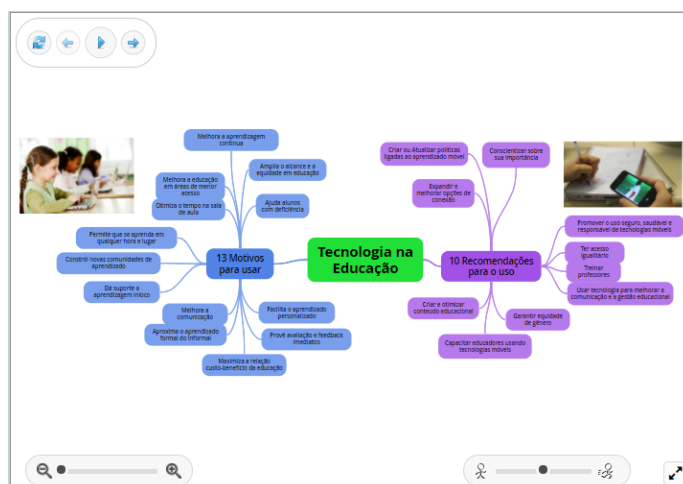 Tecnologia na
Educação
13 Motivos
para usar
Melhora a aprendizagem
contínua
Amplia o alcance e a
equidade em educação
Melhora a educação
em áreas de menor
acesso
Ajuda alunos
com deficiência
Otimiza o tempo na sala
de aula
Permite que se aprenda em
qualquer hora e lugar
Constrói novas comunidades de
aprendizado
Dá suporte a
aprendizagem inloco
Melhora a
comunicação
Aproxima o aprendizado
formal do informal
Facilita o aprendizado
personalizado
Provê avaliação e feedback
imediatos
Maximiza a relação
custo-benefício da educação
10 Recomendações
para o uso
Criar ou Atualizar políticas
ligadas ao aprendizado móvel
Conscientizar sobre
sua importância
Expandir e
melhorar opções de
conexão
Promover o uso seguro, saudável e
responsável de tecnologias móveis
Ter acesso
igualitário
Treinar
professores
Usar tecnologia para melhorar a
comunicação e a gestão educacional
Criar e otimizar
conteúdo educacional
Garantir equidade
de gênero
Capacitar educadores usando
tecnologias móveis